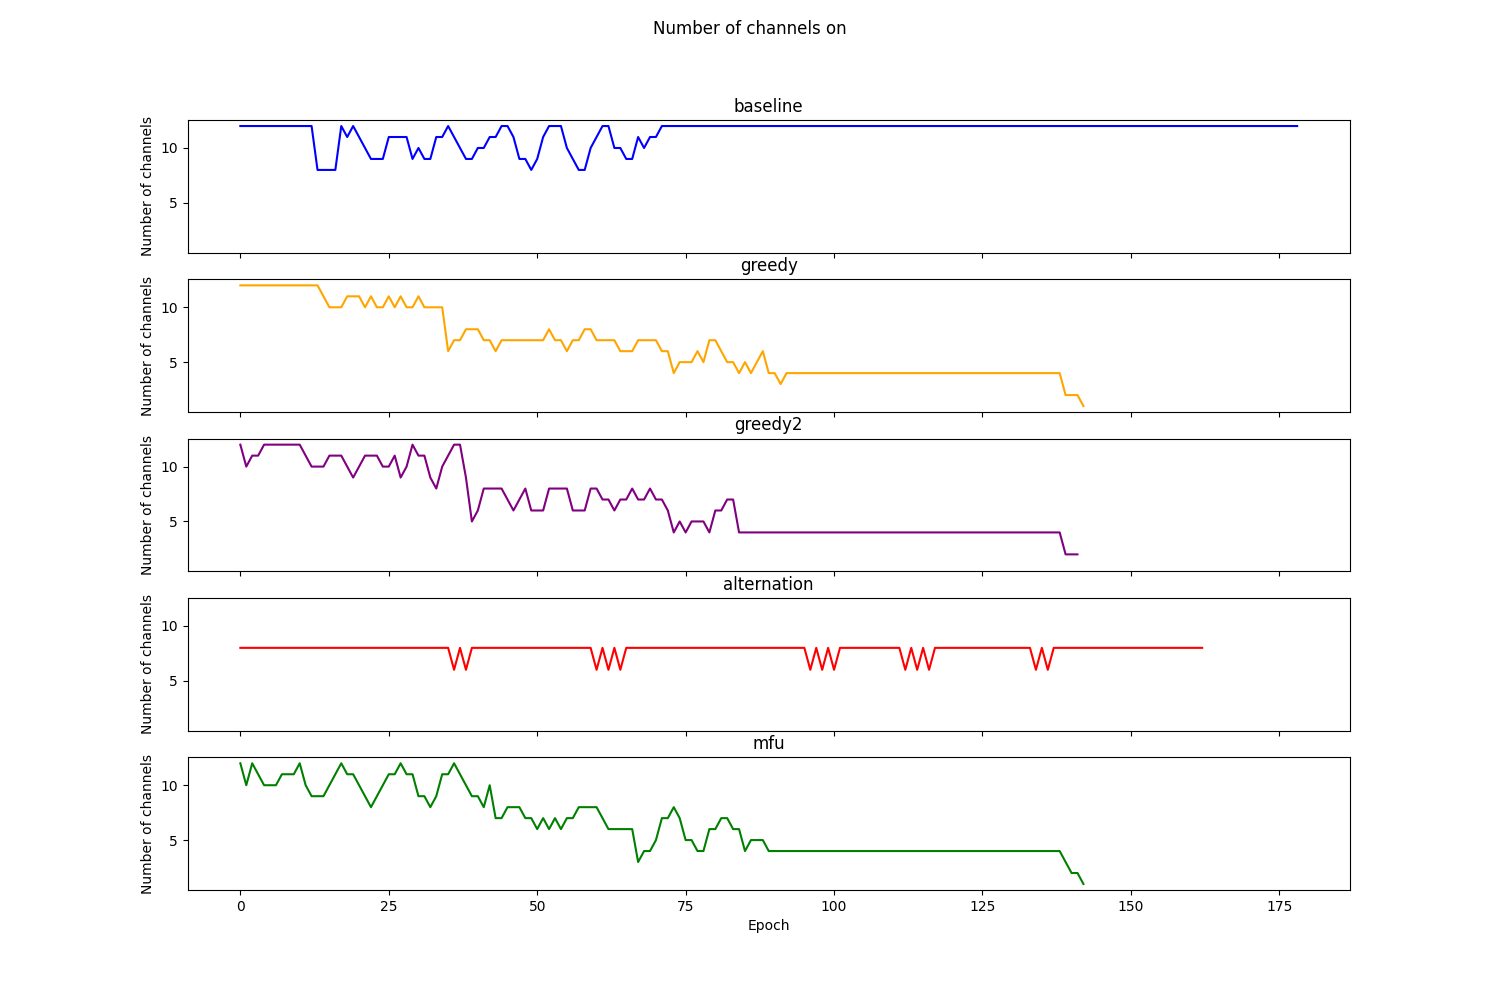 Number of channels on
baseline
Number of channels
10
5
greedy
Number of channels
10
5
greedy2
Number of channels
10
5
alternation
Number of channels
10
5
mfu
Number of channels
10
5
0 25 50 75 100 125 150 175
Epoch